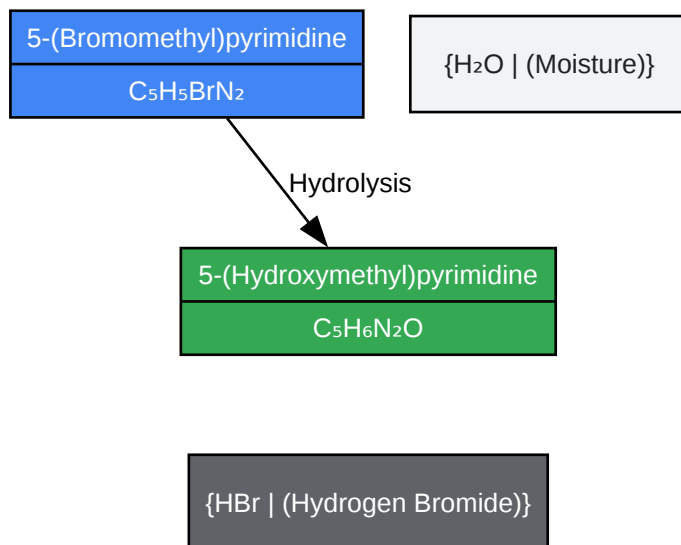 5-(Bromomethyl)pyrimidine
C₅H₅BrN₂
{H₂O | (Moisture)}
Hydrolysis
5-(Hydroxymethyl)pyrimidine
C₅H₆N₂O
{HBr | (Hydrogen Bromide)}